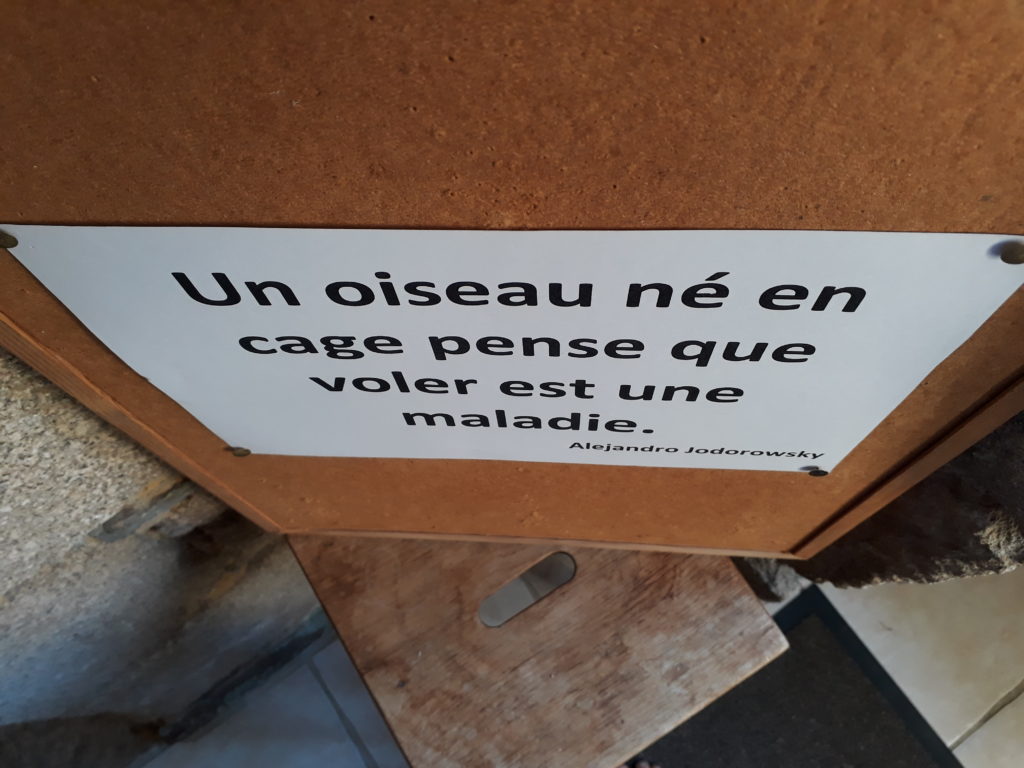 Un oiseau né en
cage pense que
voler est une
maladie.
Alejandro Jodorowsky